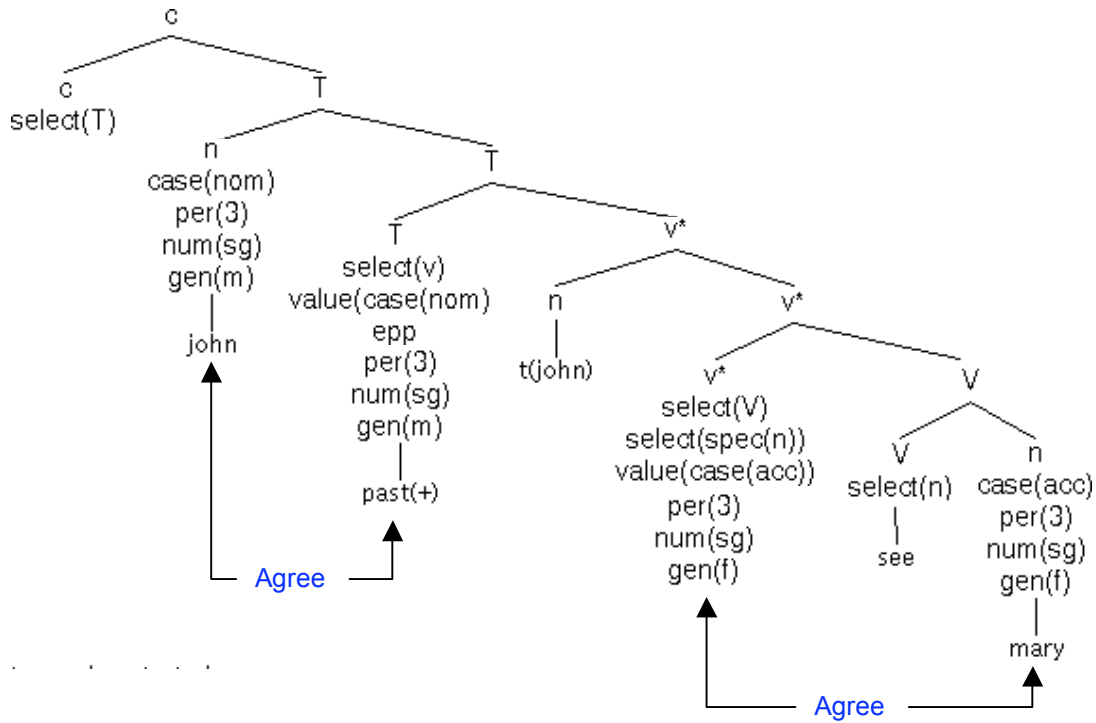 c
c
select(T)
T
n
case(nom)
per(3)
num(sg)
gen(m)
john
T
T
select(v)
value(case(nom)
epp
per(3)
num(sg)
gen(m)
past(+)
v*
n
t(john)
v*
v*
select(V)
select(spec(n))
value(case(acc))
per(3)
num(sg)
gen(f)
V
V
select(n)
see
n
case(acc)
per(3)
num(sg)
gen(f)
mary
Agree
Agree